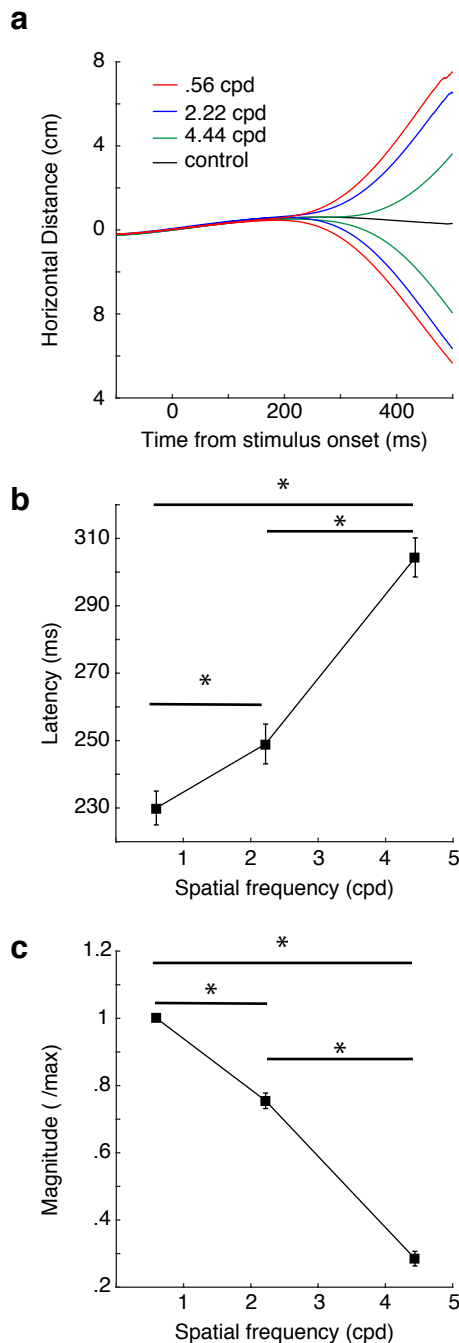 a
8
4
0
8
4
Horizontal Distance (cm)
.56 cpd
2.22 cpd
4.44 cpd
control
0 200 400
Time from stimulus onset (ms)
b
310
290
270
250
230
Latency (ms)
*
*
*
1 2 3 4 5
Spatial frequency (cpd)
c
1.2
1
.8
.6
.4
.2
Magnitude ( /max)
*
*
*
1 2 3 4 5
Spatial frequency (cpd)